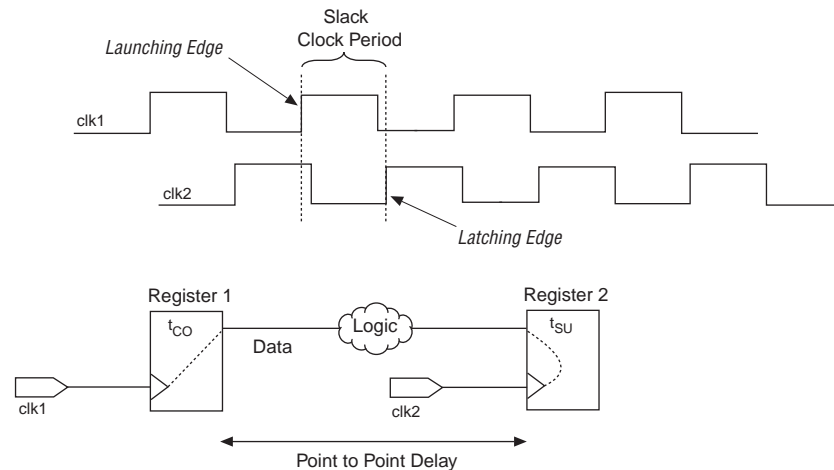 Slack
Clock Period
Launching Edge
clk1
clk2
Latching Edge
Register 1
Register 2
tCO
tSU
Logic
Data
clk1
clk2
Point to Point Delay